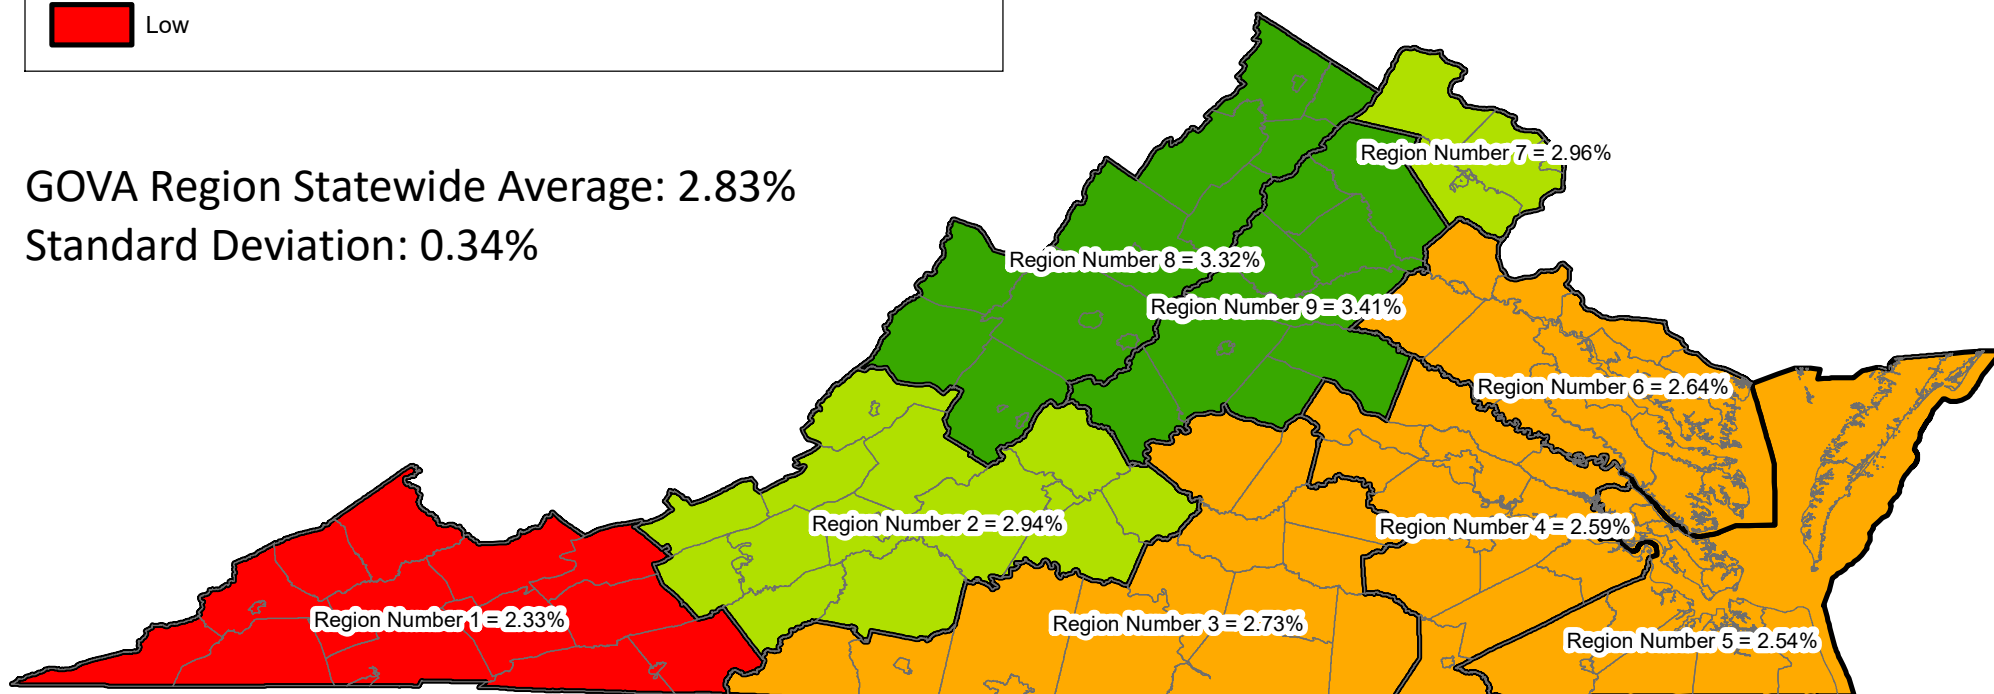 Low
GOVA Region Statewide Average: 2.83%
Standard Deviation: 0.34%
Region Number 7 = 2.96%
Region Number 8 = 3.32%
Region Number 9 = 3.41%
Region Number 6 = 2.64%
Region Number 2 = 2.94%
Region Number 4 = 2.59%
Region Number 1 = 2.33%
Region Number 3 = 2.73%
Region Number 5 = 2.54%